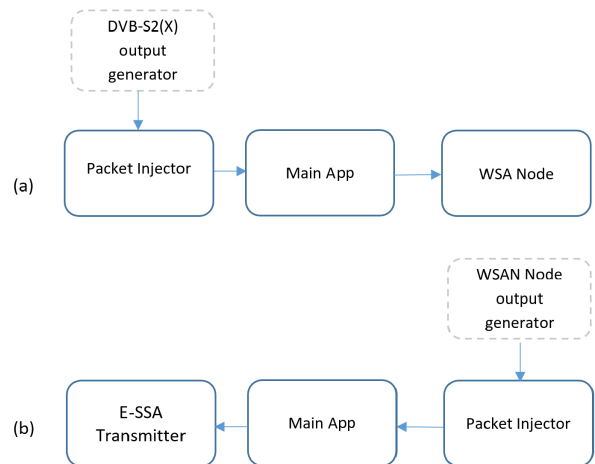 DVB-S2(X)
output
generator
(a)
Packet Injector
Main App
WSA Node
WSAN Node
output
generator
(b)
E-SSA
Transmitter
Main App
Packet Injector